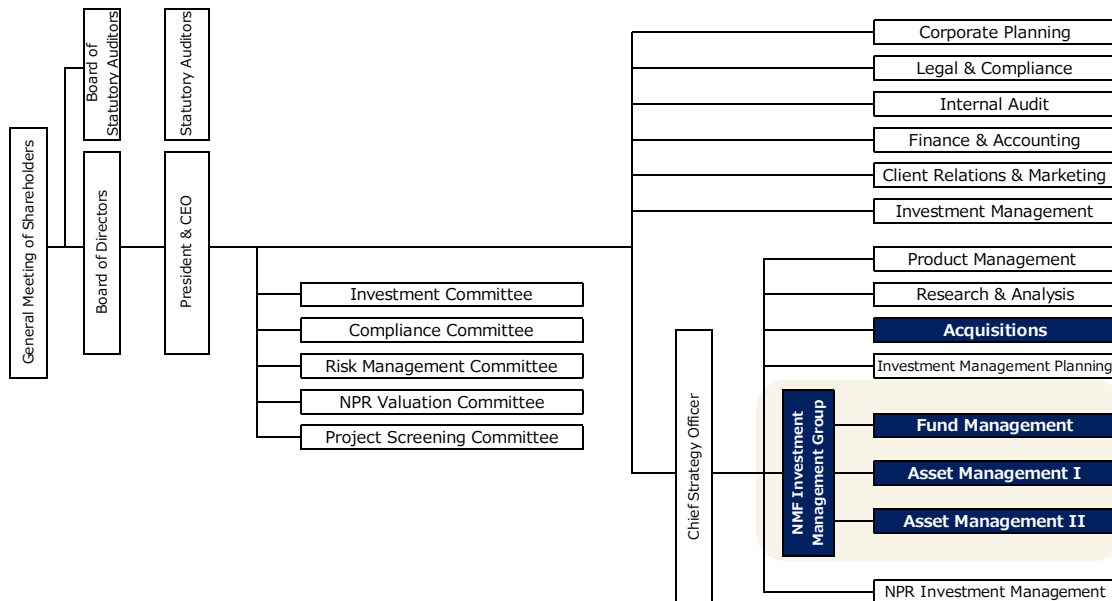 General Meeting of Shareholders
Board of
Statutory Auditors
Board of Directors
Statutory Auditors
President & CEO
Investment Committee
Compliance Committee
Risk Management Committee
NPR Valuation Committee
Project Screening Committee
Corporate Planning
Legal & Compliance
Internal Audit
Finance & Accounting
Client Relations & Marketing
Investment Management
Chief Strategy Officer
Product Management
Research & Analysis
Acquisitions
Investment Management Planning
NMF Investment
Management Group
Fund Management
Asset Management I
Asset Management II
NPR Investment Management